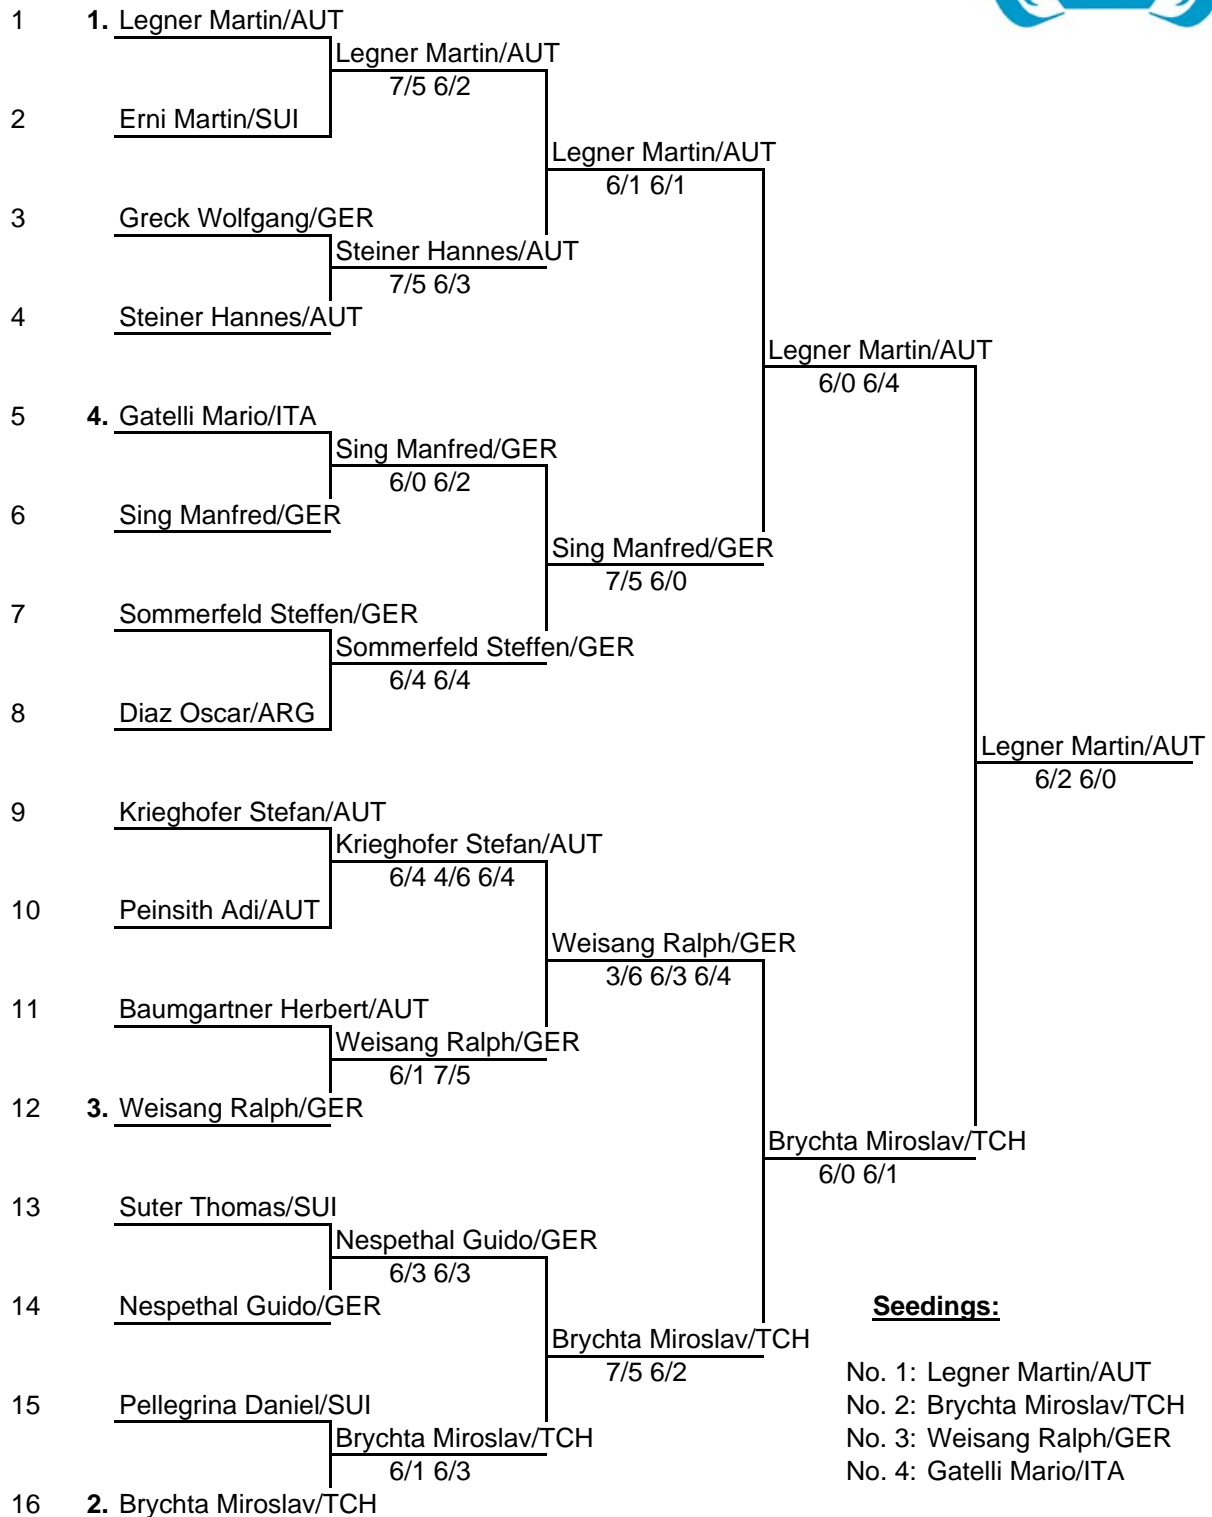 1 1. Legner Martin/AUT
Legner Martin/AUT
7/5 6/2
2 Erni Martin/SUI
Legner Martin/AUT
6/1 6/1
3 Greck Wolfgang/GER
Steiner Hannes/AUT
7/5 6/3
4 Steiner Hannes/AUT
Legner Martin/AUT
6/0 6/4
5 4. Gatelli Mario/ITA
Sing Manfred/GER
6/0 6/2
6 Sing Manfred/GER
Sing Manfred/GER
7/5 6/0
7 Sommerfeld Steffen/GER
Sommerfeld Steffen/GER
6/4 6/4
8 Diaz Oscar/ARG
Legner Martin/AUT
6/2 6/0
9 Krieghofer Stefan/AUT
Krieghofer Stefan/AUT
6/4 4/6 6/4
10 Peinsith Adi/AUT
Weisang Ralph/GER
3/6 6/3 6/4
11 Baumgartner Herbert/AUT
Weisang Ralph/GER
6/1 7/5
12 3. Weisang Ralph/GER
Brychta Miroslav/TCH
6/0 6/1
13 Suter Thomas/SUI
Nespethal Guido/GER
6/3 6/3
14 Nespethal Guido/GER
Brychta Miroslav/TCH
7/5 6/2
15 Pellegrina Daniel/SUI
Brychta Miroslav/TCH
6/1 6/3
16 2. Brychta Miroslav/TCH
Seedings:
No. 1: Legner Martin/AUT
No. 2: Brychta Miroslav/TCH
No. 3: Weisang Ralph/GER
No. 4: Gatelli Mario/ITA